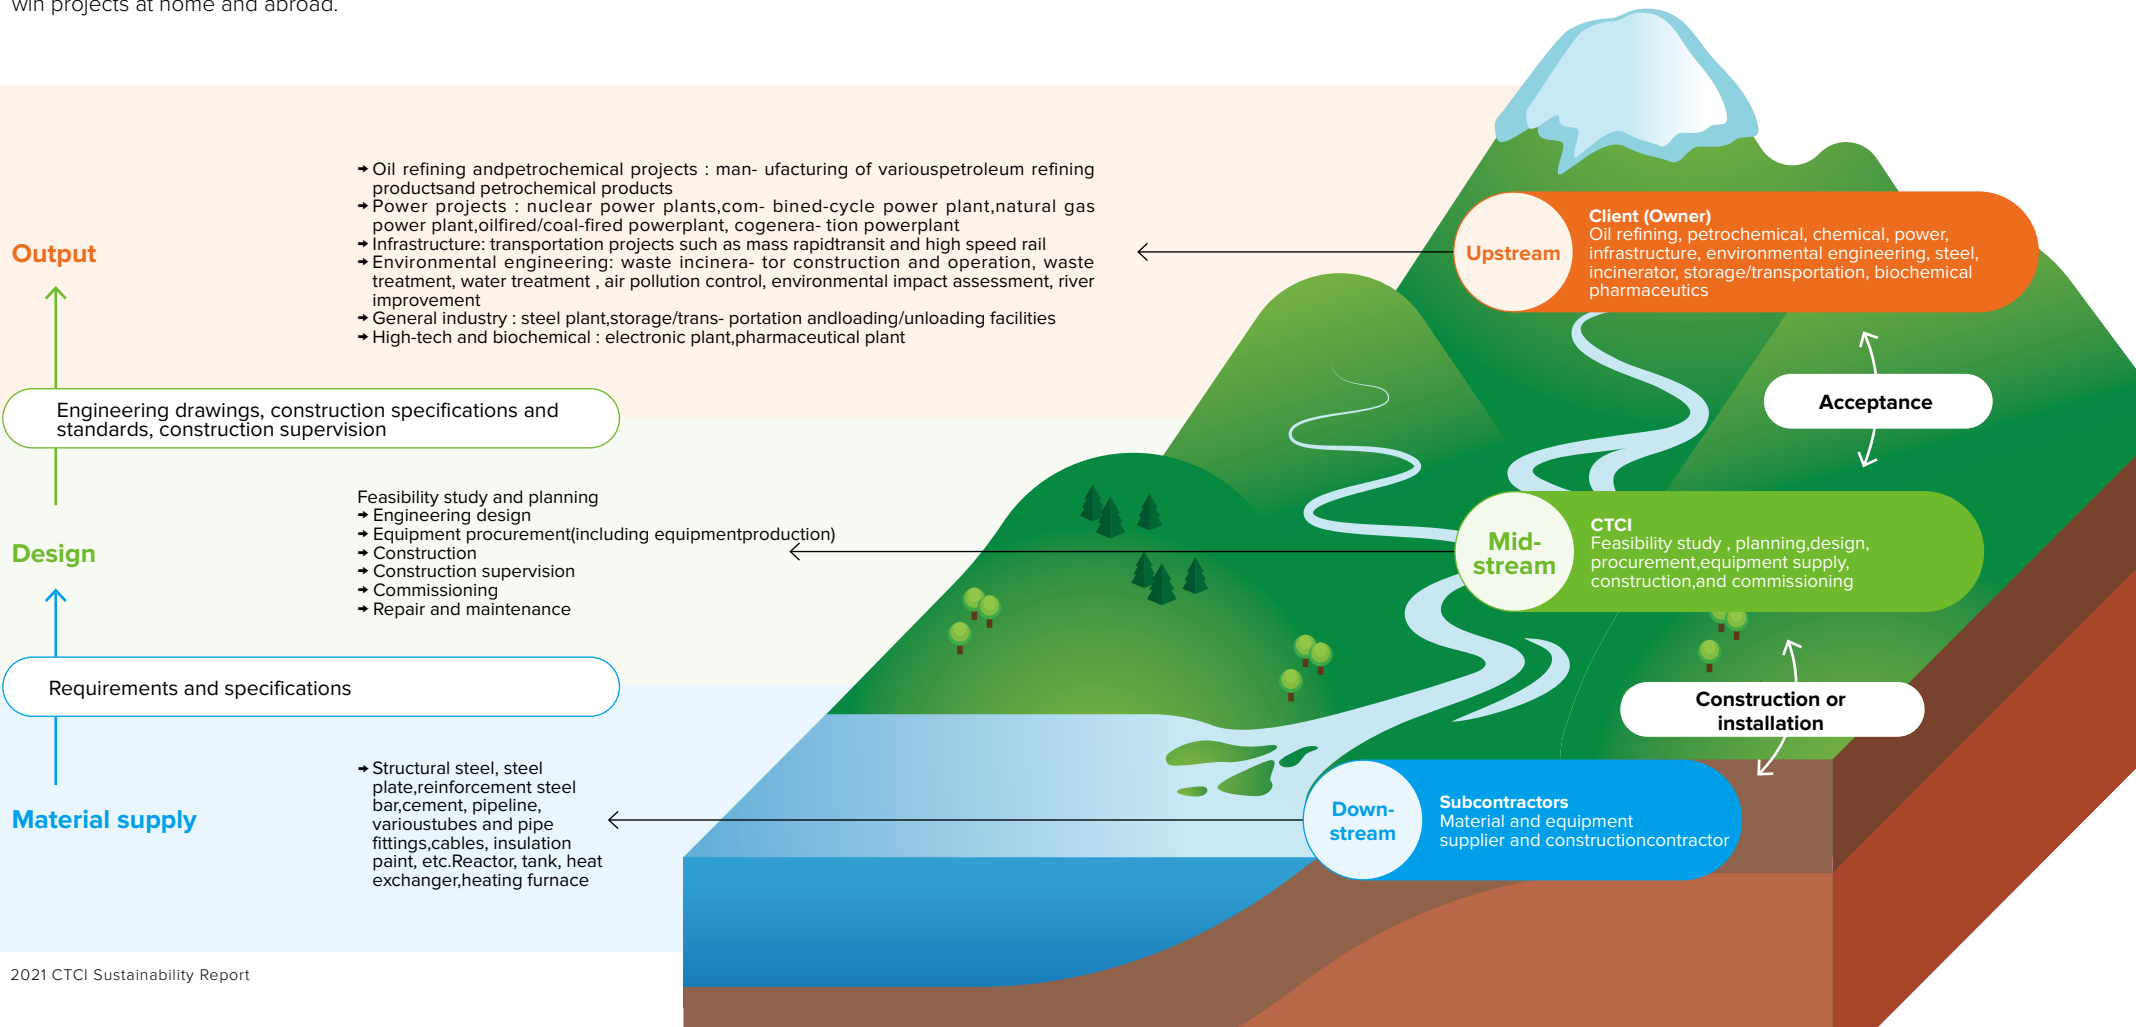 win projects at home and abroad.
Output
→ Oil refining andpetrochemical projects : man- ufacturing of variouspetroleum refining
productsand petrochemical products
→ Power projects : nuclear power plants,com- bined-cycle power plant,natural gas
power plant,oilfired/coal-fired powerplant, cogenera- tion powerplant
→ Infrastructure: transportation projects such as mass rapidtransit and high speed rail
→ Environmental engineering: waste incinera- tor construction and operation, waste
treatment, water treatment , air pollution control, environmental impact assessment, river
improvement
→ General industry : steel plant,storage/trans- portation andloading/unloading facilities
→ High-tech and biochemical : electronic plant,pharmaceutical plant
Upstream
Client (Owner)
Oil refining, petrochemical, chemical, power,
infrastructure, environmental engineering, steel,
incinerator, storage/transportation, biochemical
pharmaceutics
Engineering drawings, construction specifications and
standards, construction supervision
Acceptance
Design
Feasibility study and planning
→ Engineering design
→ Equipment procurement(including equipmentproduction)
→ Construction
→ Construction supervision
→ Commissioning
→ Repair and maintenance
Mid-
stream
CTCI
Feasibility study , planning,design,
procurement,equipment supply,
construction,and commissioning
Requirements and specifications
Construction or
installation
Material supply
→ Structural steel, steel
plate,reinforcement steel
bar,cement, pipeline,
varioustubes and pipe
fittings,cables, insulation
paint, etc.Reactor, tank, heat
exchanger,heating furnace
Down-
stream
Subcontractors
Material and equipment
supplier and constructioncontractor
2021 CTCI Sustainability Report